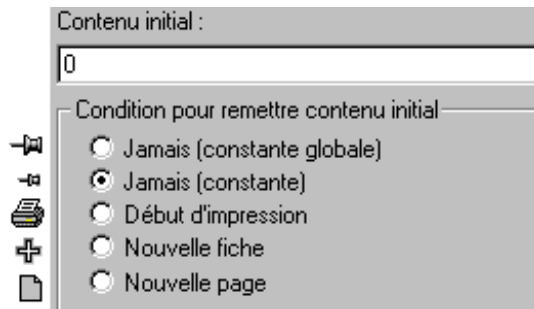 Contenu initial :
0
Condition pour remettre contenu initial
Jamais (constante globale)
Jamais (constante)
Début d'impression
Nouvelle fiche
Nouvelle page